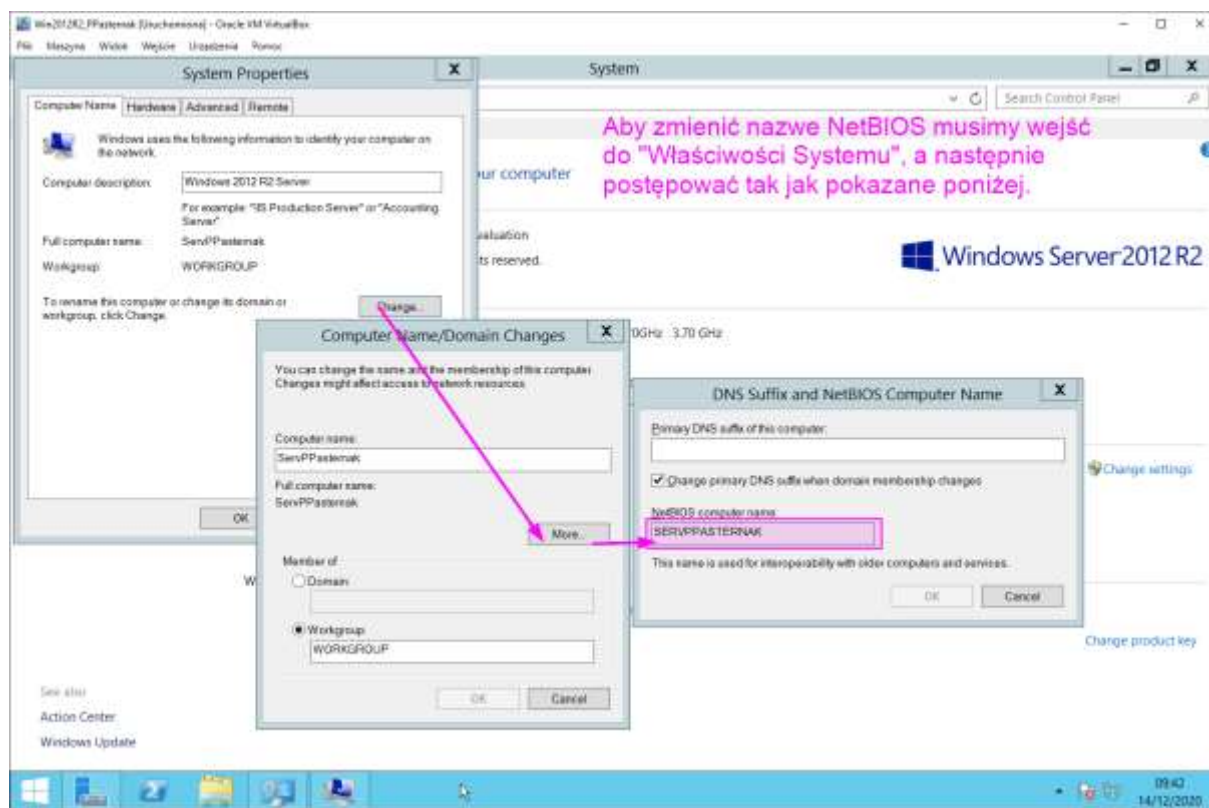 Win2012R2_PPasternak [Uruchomiona] - Oracle VM VirtualBox
Plik Maszyna Widok Wejście Urządzenia Pomoc
System Properties
System
Search Control Panel
Computer Name Hardware Advanced Remote
Windows uses the following information to identify your computer on
the network.
Computer description:
Windows 2012 R2 Server
For example: "IIS Production Server" or "Accounting
Server".
Full computer name:
ServPPasternak
Workgroup:
WORKGROUP
To rename this computer or change its domain or
workgroup, click Change.
Change...
OK
Aby zmienić nazwe NetBIOS musimy wejść
do "Właściwości Systemu", a następnie
postępować tak jak pokazane poniżej.
ur computer
valuation
ts reserved.
Windows Server 2012 R2
0GHz 3.70 GHz
Change settings
Change product key
Computer Name/Domain Changes
You can change the name and the membership of this computer.
Changes might affect access to network resources.
Computer name:
ServPPasternak
Full computer name:
ServPPasternak
More...
Member of
Domain:
Workgroup:
WORKGROUP
OK Cancel
DNS Suffix and NetBIOS Computer Name
Primary DNS suffix of this computer:
Change primary DNS suffix when domain membership changes
NetBIOS computer name:
SERVPPASTERNAK
This name is used for interoperability with older computers and services.
OK Cancel
W
See also
Action Center
Windows Update
09:42
14/12/2020